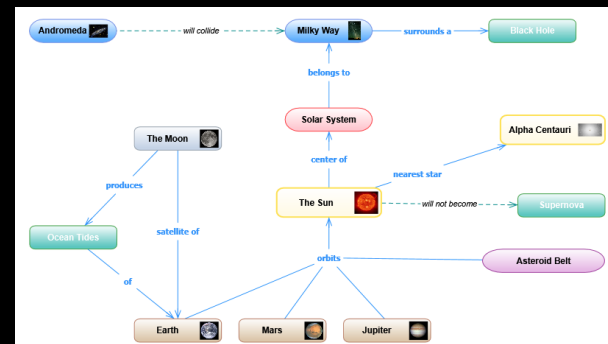 Andromeda
will collide
Milky Way
surrounds a
Black Hole
belongs to
Solar System
Alpha Centauri
The Moon
center of
nearest star
produces
The Sun
will not become
Supernova
Ocean Tides
satellite of
orbits
Asteroid Belt
of
Earth
Mars
Jupiter